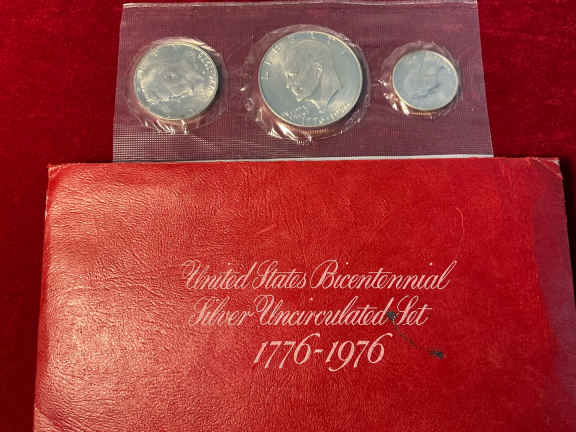 United States Bicentennial
Silver Uncirculated Set
1776-1976